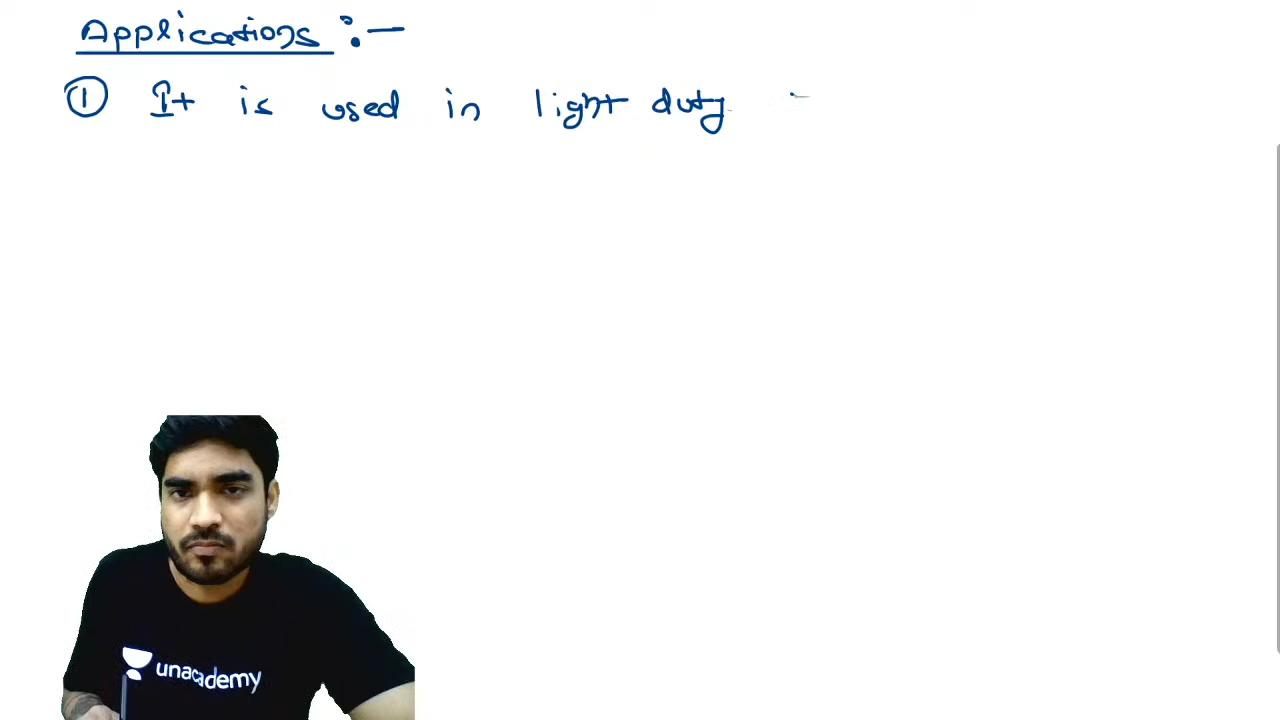 Applications :-
① It is used in light duty
unacademy